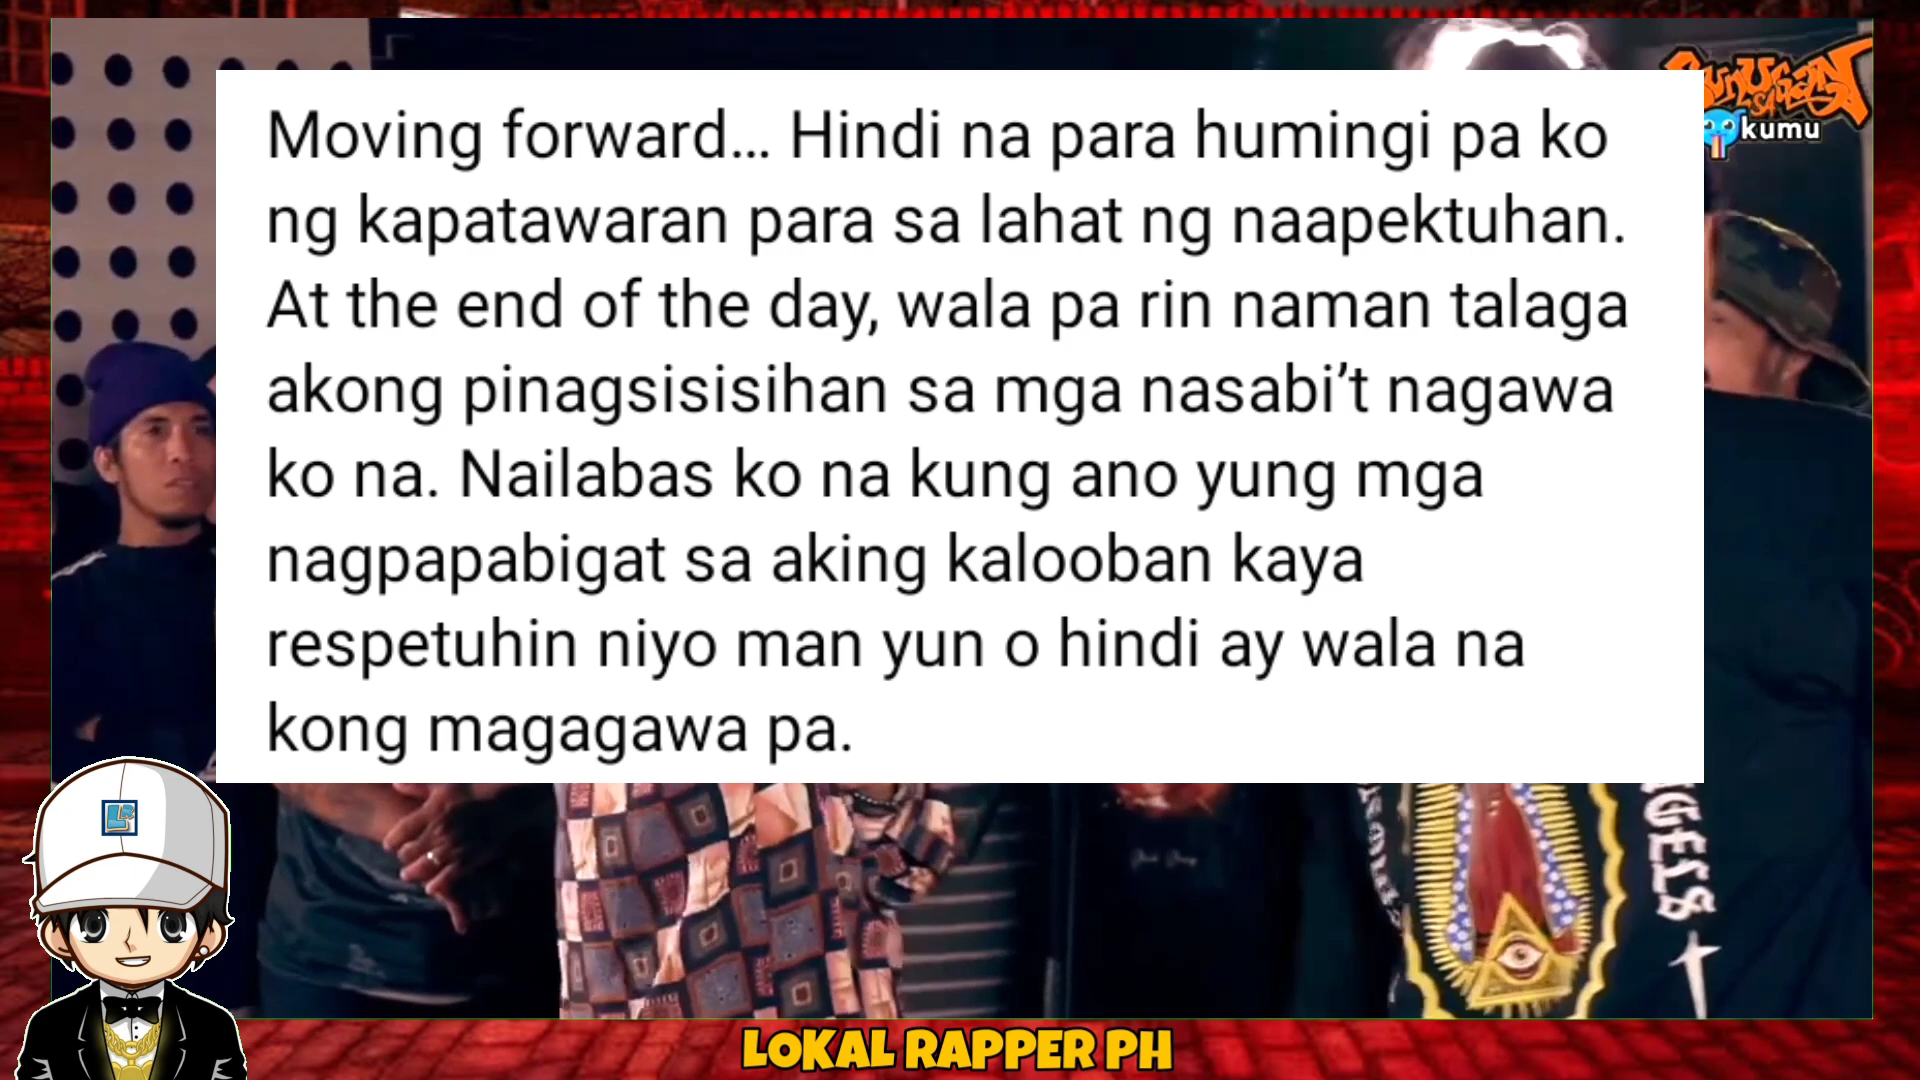 SUNUGAN
SA
kumu
Moving forward... Hindi na para humingi pa ko
ng kapatawaran para sa lahat ng naapektuhan.
At the end of the day, wala pa rin naman talaga
akong pinagsisisihan sa mga nasabi’t nagawa
ko na. Nailabas ko na kung ano yung mga
nagpapabigat sa aking kalooban kaya
respetuhin niyo man yun o hindi ay wala na
kong magagawa pa.
LR
LOKAL RAPPER PH